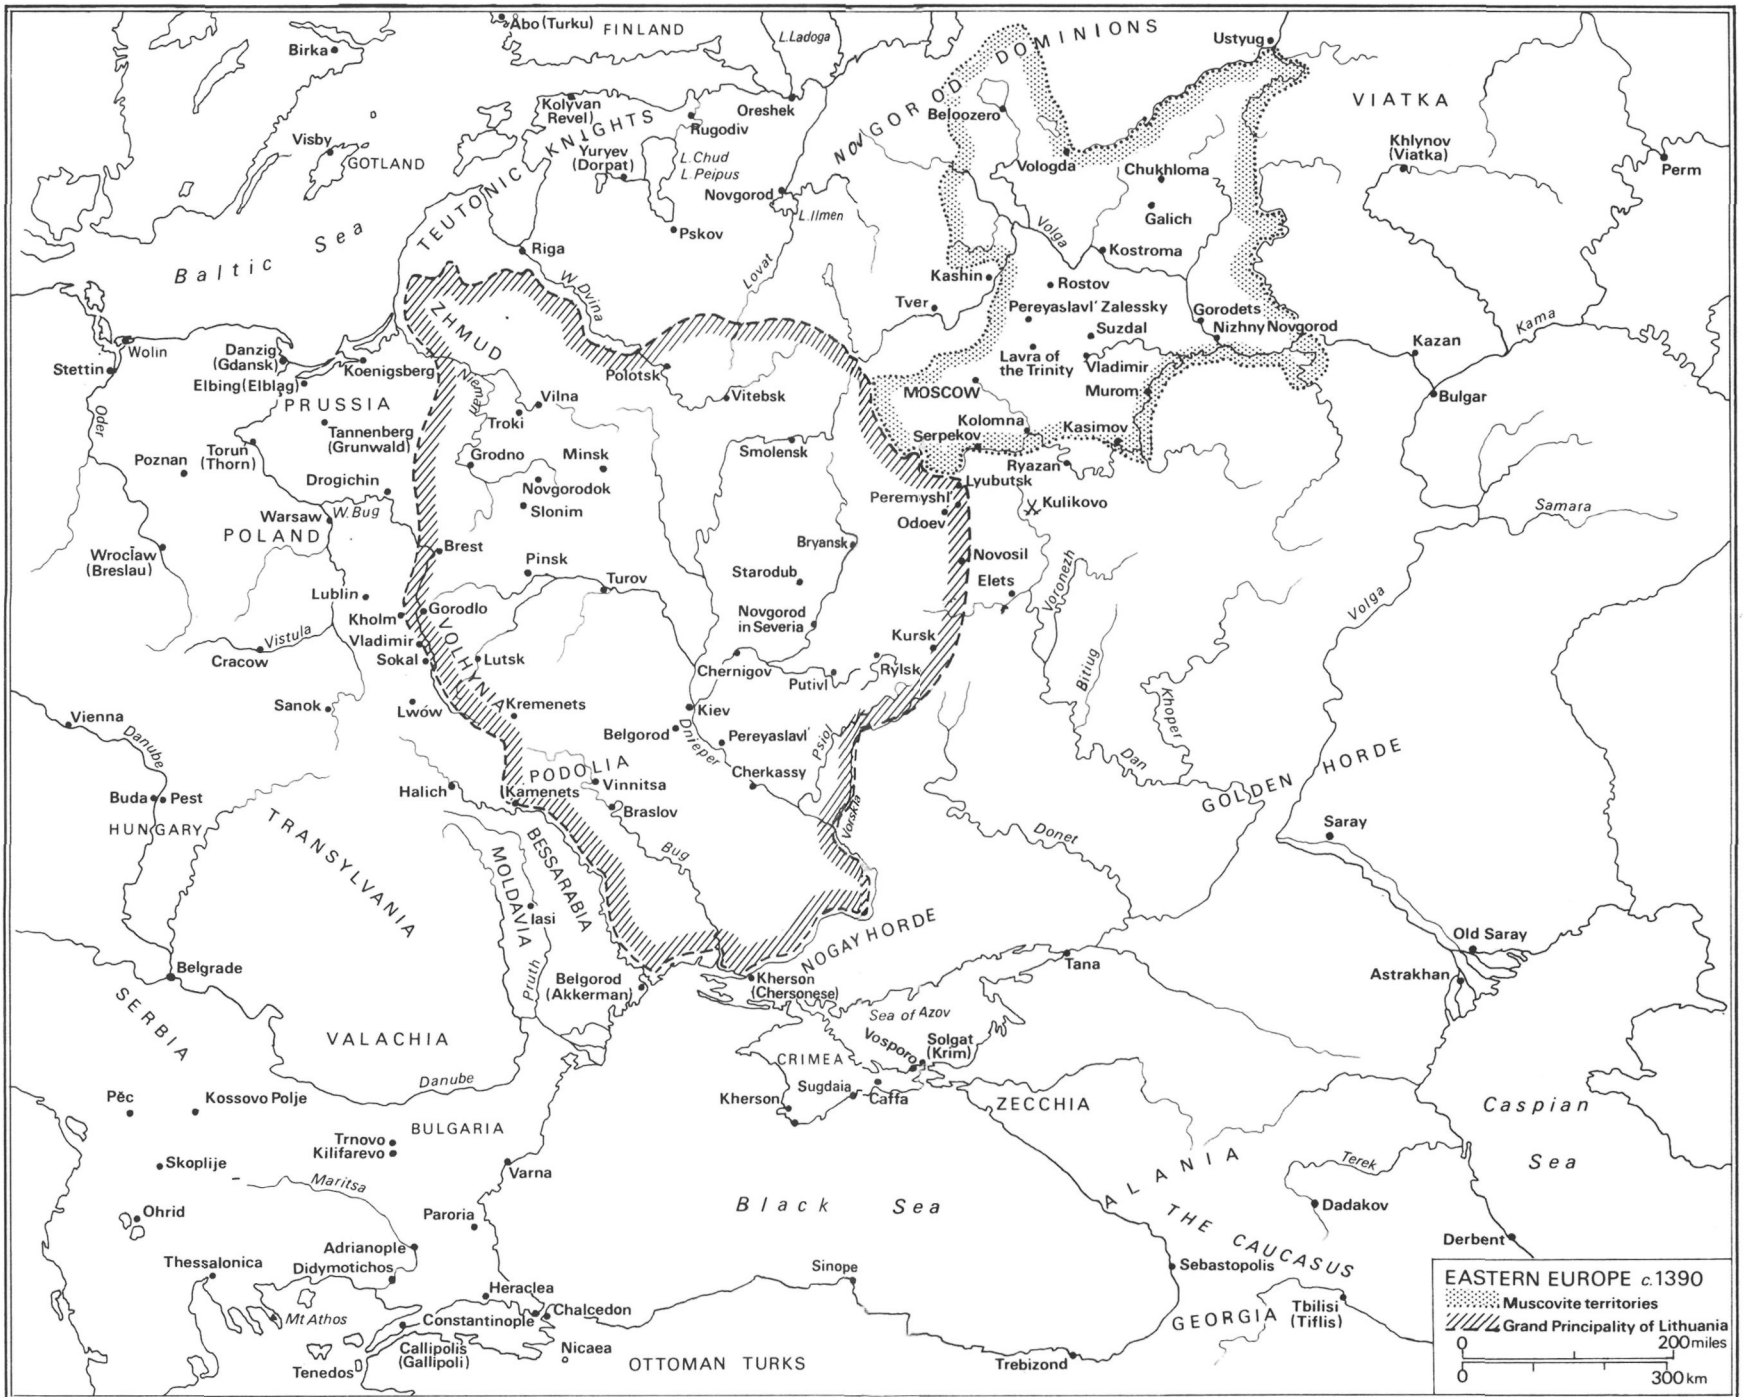 Åbo (Turku)
FINLAND
L. Ladoga
NOVGOROD DOMINIONS
Ustyug
Birka
Kolyvan
Revel)
Oreshek
Beloozero
VIATKA
Rugodiv
TEUTONIC KNIGHTS
Visby
GOTLAND
Yuryev
(Dorpat)
L. Chud
L. Peipus
Vologda
Chukhloma
Khlynov
(Viatka)
Perm
Novgorod
L. Ilmen
Galich
Pskov
Volga
Kostroma
Baltic Sea
Riga
W. Dvina
Lovat
Kashin
Rostov
Tver
Pereyaslavl' Zalessky
Gorodets
Nizhny Novgorod
Suzdal
Kama
ZHMUD
Wolin
Stettin
Danzig
(Gdansk)
Koenigsberg
Elbing (Elbląg)
Polotsk
Lavra of
the Trinity
Vladimir
Kazan
PRUSSIA
Nieman
Vilna
Vitebsk
MOSCOW
Murom
Bulgar
Oder
Troki
Tannenberg
(Grunwald)
Kolomna
Kasimov
Serpekov
Toruń
(Thorn)
Poznan
Grodno
Minsk
Smolensk
Ryazan
Drogichin
Novgorodok
Lyubutsk
Peremyshl'
Kulikovo
Slonim
Odoev
Samara
Warsaw
W. Bug
POLAND
Wrocław
(Breslau)
Brest
Bryansk
Novosil
Pinsk
Starodub
Elets
Voronezh
Turov
Lublin
Volga
Kholm
Gorodlo
Novgorod
in Severia
VOLHYNIA
Vladimir
Kursk
Vistula
Cracow
Sokal
Lutsk
Chernigov
Rylsk
Bitiug
Putivl
Khoper
Sanok
Lwów
Kremenets
Kiev
Vienna
Belgorod
Dnieper
Pereyaslavl'
Psiol
Danube
Dan
GOLDEN HORDE
PODOLIA
Vinnitsa
Cherkassy
Halich
Kamenets
Buda
Pest
Braslov
Vorskla
HUNGARY
TRANSYLVANIA
Saray
Donet
MOLDAVIA
BESSARABIA
Bug
Iasi
NOGAY HORDE
Old Saray
Pruth
Belgrade
Belgorod
(Akkerman)
Kherson
(Chersonese)
Tana
Astrakhan
SERBIA
Sea of Azov
VALACHIA
CRIMEA
Vosporo
Solgat
(Krim)
Danube
Sugdaia
Caffa
Kherson
ZECCHIA
Caspian Sea
Pěc
Kossovo Polje
BULGARIA
Trnovo
Kilifarevo
Skoplije
Varna
ALANIA
Terek
Maritsa
Black Sea
Dadakov
Ohrid
Paroria
THE CAUCASUS
Derbent
Adrianople
Thessalonica
Didymotichos
Sinope
Sebastopolis
Heraclea
Chalcedon
Mt Athos
Constantinople
GEORGIA
Tbilisi
(Tiflis)
Callipolis
(Gallipoli)
Nicaea
Tenedos
OTTOMAN TURKS
Trebizond
EASTERN EUROPE c.1390
Muscovite territories
Grand Principality of Lithuania
0 200 miles
0 300 km